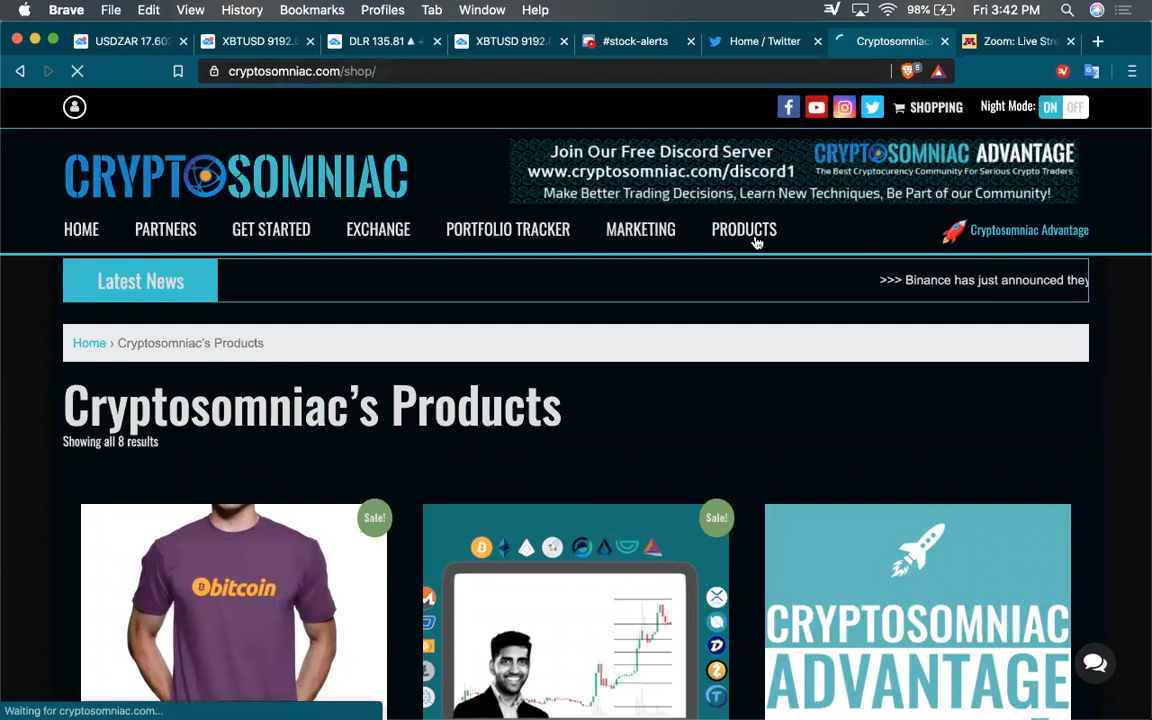 Brave File Edit View History Bookmarks Profiles Tab Window Help 98% Fri 3:42 PM
USDZAR 17.60 XBTUSD 9192. DLR 135.81 ▲ + XBTUSD 9192. #stock-alerts Home / Twitter Cryptosomniac Zoom: Live Stre
cryptosomniac.com/shop/ 5
SHOPPING Night Mode: ON OFF
CRYPTOSOMNIAC
Join Our Free Discord Server
www.cryptosomniac.com/discord1
Make Better Trading Decisions, Learn New Techniques, Be Part of our Community!
CRYPTOSOMNIAC ADVANTAGE
The Best Cryptocurency Community For Serious Crypto Traders
HOME PARTNERS GET STARTED EXCHANGE PORTFOLIO TRACKER MARKETING PRODUCTS Cryptosomniac Advantage
Latest News >>> Binance has just announced they
Home › Cryptosomniac's Products
Cryptosomniac's Products
Showing all 8 results
Sale! Sale!
bitcoin
CRYPTOSOMNIAC
ADVANTAGE
Waiting for cryptosomniac.com...